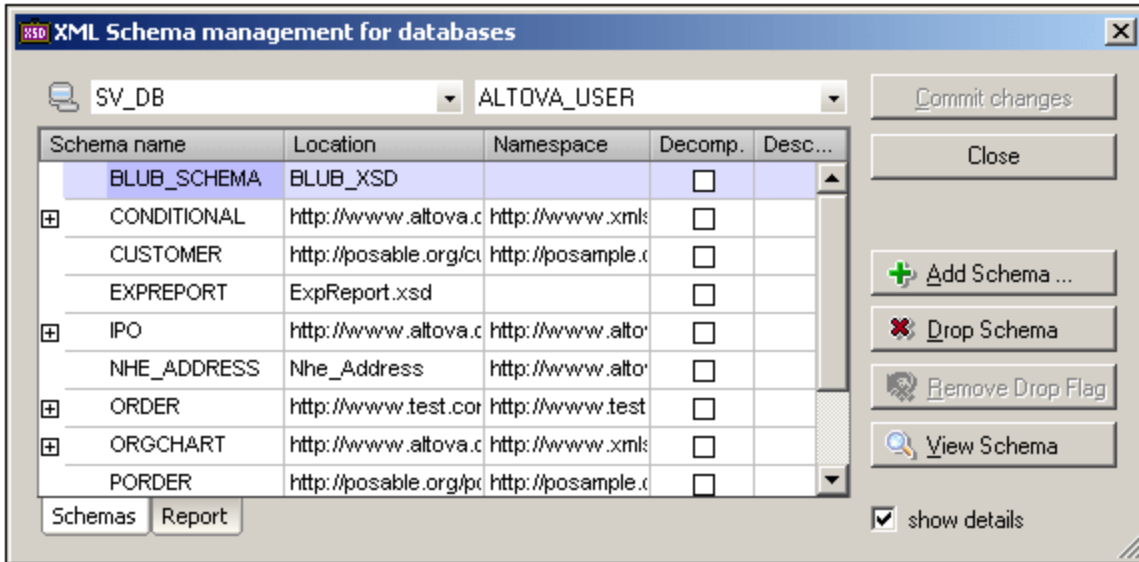 XSD XML Schema management for databases
SV_DB ALTOVA_USER Commit changes
Schema name Location Namespace Decomp. Desc... Close
BLUB_SCHEMA BLUB_XSD
CONDITIONAL http://www.altova.c http://www.xmls
CUSTOMER http://posable.org/cu http://posample.c
EXPREPORT ExpReport.xsd Add Schema ...
IPO http://www.altova.c http://www.alto Drop Schema
NHE_ADDRESS Nhe_Address http://www.alto Remove Drop Flag
ORDER http://www.test.cor http://www.test
ORGCHART http://www.altova.c http://www.xmls View Schema
PORDER http://posable.org/po http://posample.c
Schemas Report show details